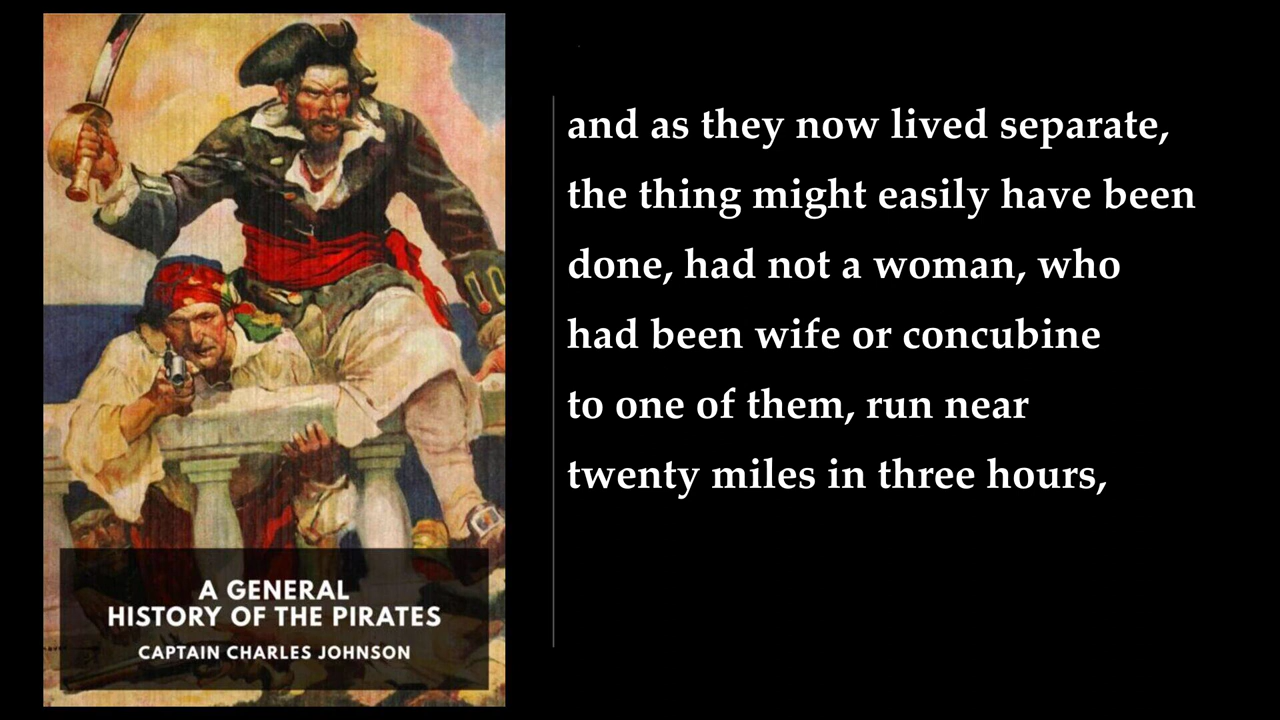 A GENERAL
HISTORY OF THE PIRATES
CAPTAIN CHARLES JOHNSON
and as they now lived separate,
the thing might easily have been
done, had not a woman, who
had been wife or concubine
to one of them, run near
twenty miles in three hours,